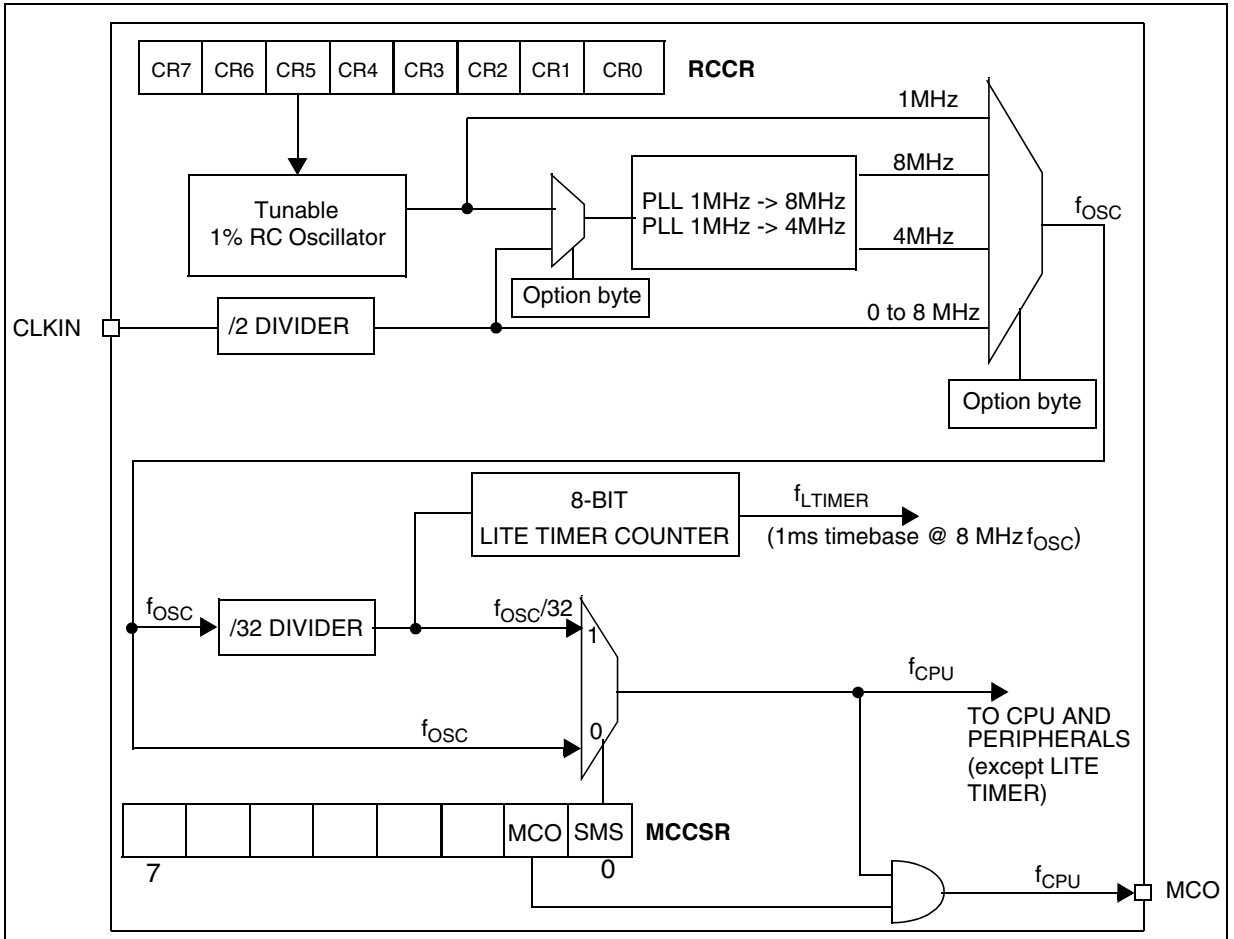 CR7 CR6 CR5 CR4 CR3 CR2 CR1 CR0 RCCR
1MHz
8MHz
Tunable
1% RC Oscillator
PLL 1MHz -> 8MHz
PLL 1MHz -> 4MHz
fOSC
4MHz
Option byte
CLKIN
/2 DIVIDER
0 to 8 MHz
Option byte
8-BIT
LITE TIMER COUNTER
fLTIMER
(1ms timebase @ 8 MHz fOSC)
fOSC
/32 DIVIDER
fOSC/32
1
fCPU
TO CPU AND
PERIPHERALS
(except LITE
TIMER)
fOSC
0
MCO SMS MCCSR
7 0
fCPU
MCO